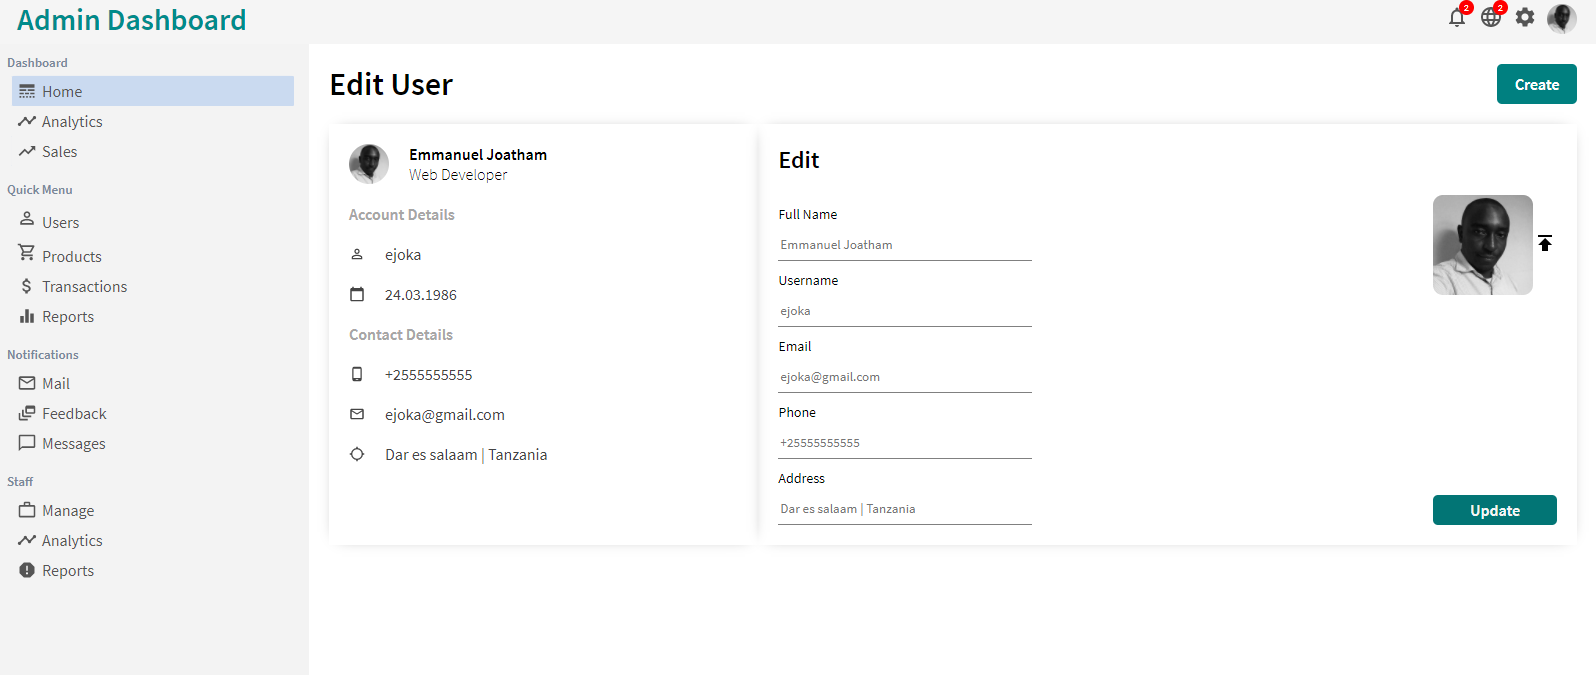 Admin Dashboard
2
2
Dashboard
Home
Analytics
Sales
Quick Menu
Users
Products
Transactions
Reports
Notifications
Mail
Feedback
Messages
Staff
Manage
Analytics
Reports
Edit User
Create
Emmanuel Joatham
Web Developer
Account Details
ejoka
24.03.1986
Contact Details
+2555555555
ejoka@gmail.com
Dar es salaam | Tanzania
Edit
Full Name
Emmanuel Joatham
Username
ejoka
Email
ejoka@gmail.com
Phone
+25555555555
Address
Dar es salaam | Tanzania
Update